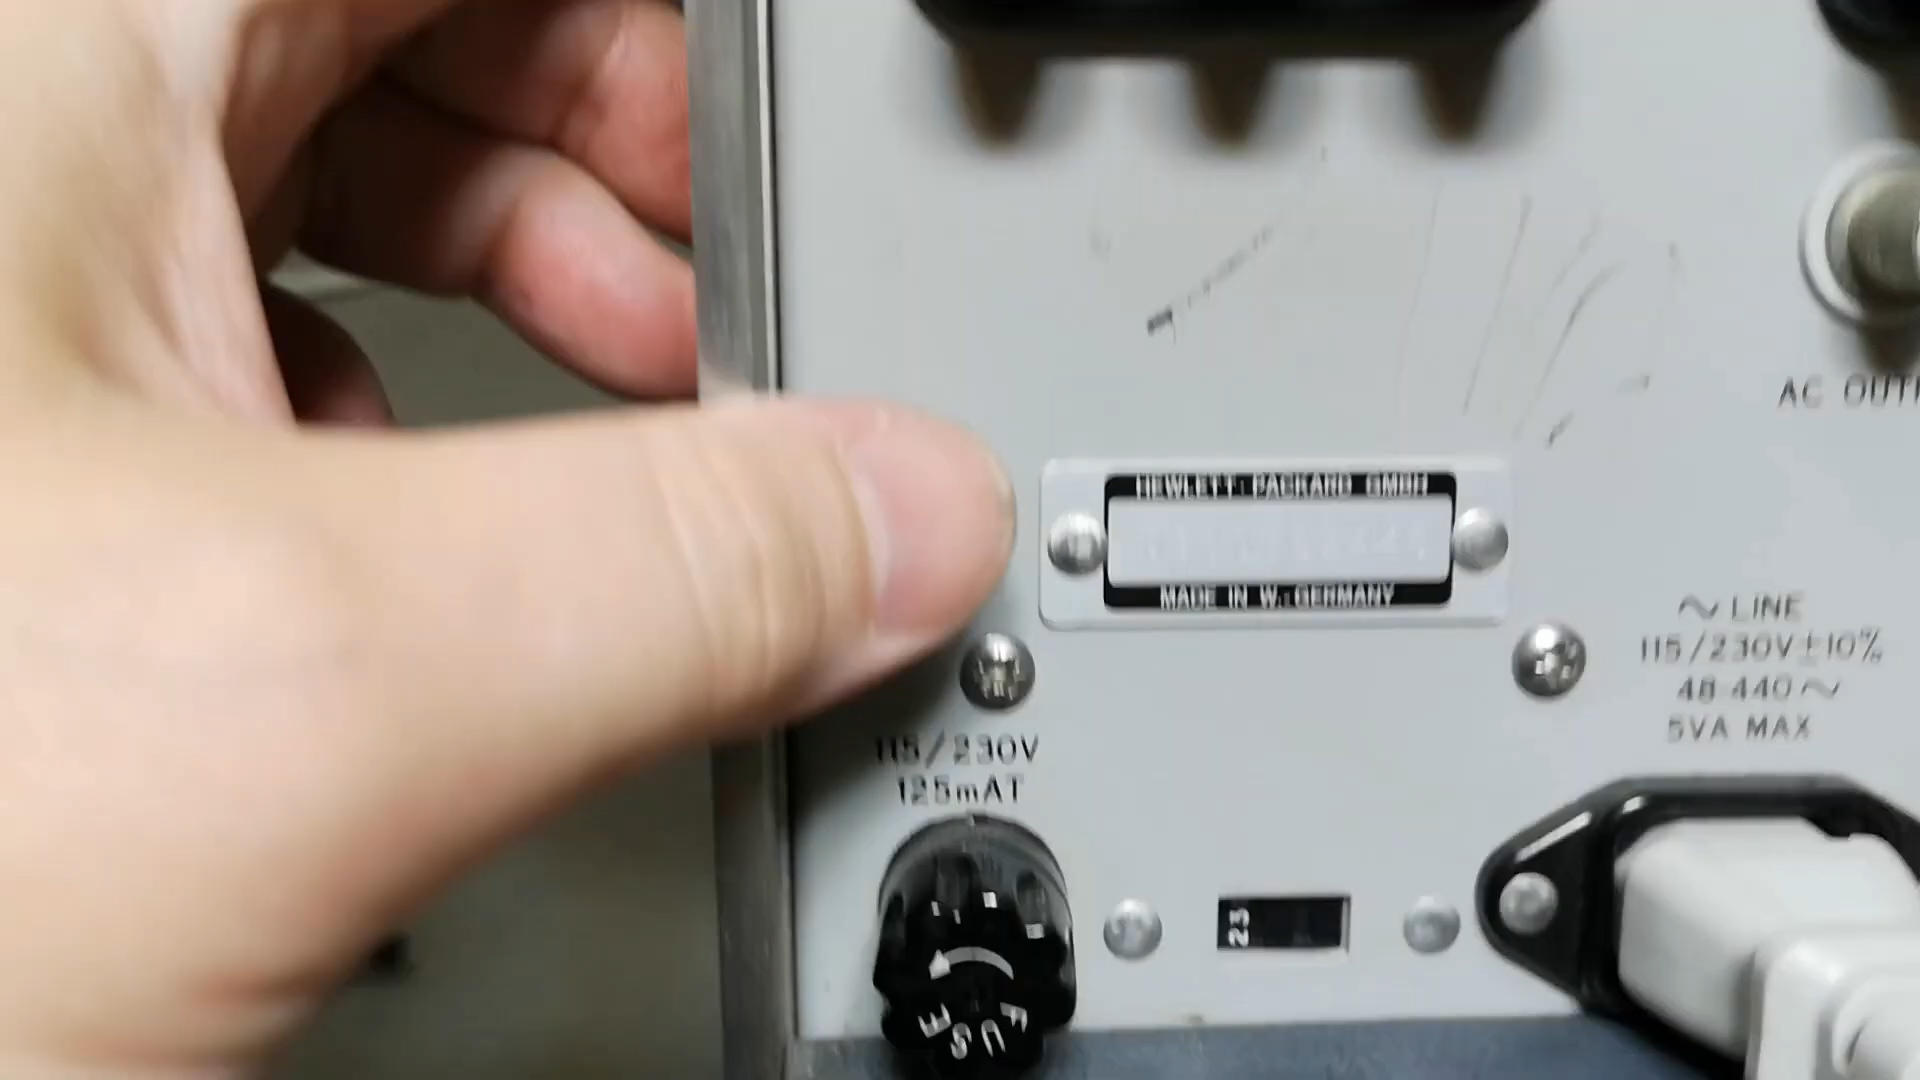 AC OUTP
HEWLETT-PACKARD GMBH
MADE IN W.-GERMANY
~ LINE
115/230V±10%
48-440~
5VA MAX
115/230V
125mAT
23
FUSE